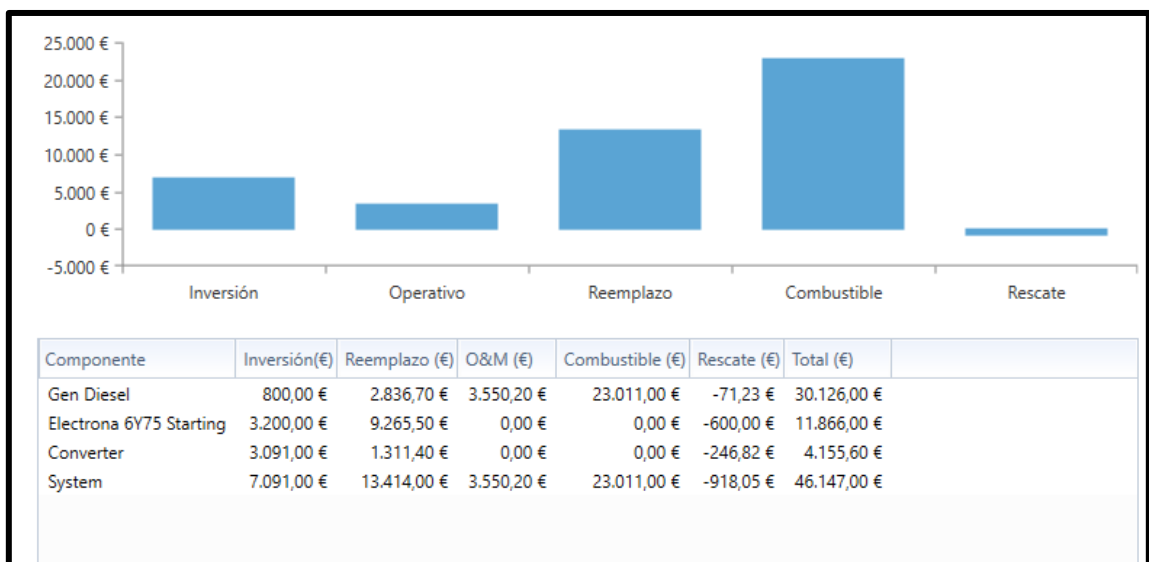 25.000 €
20.000 €
15.000 €
10.000 €
5.000 €
0 €
-5.000 €
Inversión Operativo Reemplazo Combustible Rescate
Componente Inversión(€) Reemplazo (€) O&M (€) Combustible (€) Rescate (€) Total (€)
Gen Diesel 800,00 € 2.836,70 € 3.550,20 € 23.011,00 € -71,23 € 30.126,00 €
Electrona 6Y75 Starting 3.200,00 € 9.265,50 € 0,00 € 0,00 € -600,00 € 11.866,00 €
Converter 3.091,00 € 1.311,40 € 0,00 € 0,00 € -246,82 € 4.155,60 €
System 7.091,00 € 13.414,00 € 3.550,20 € 23.011,00 € -918,05 € 46.147,00 €